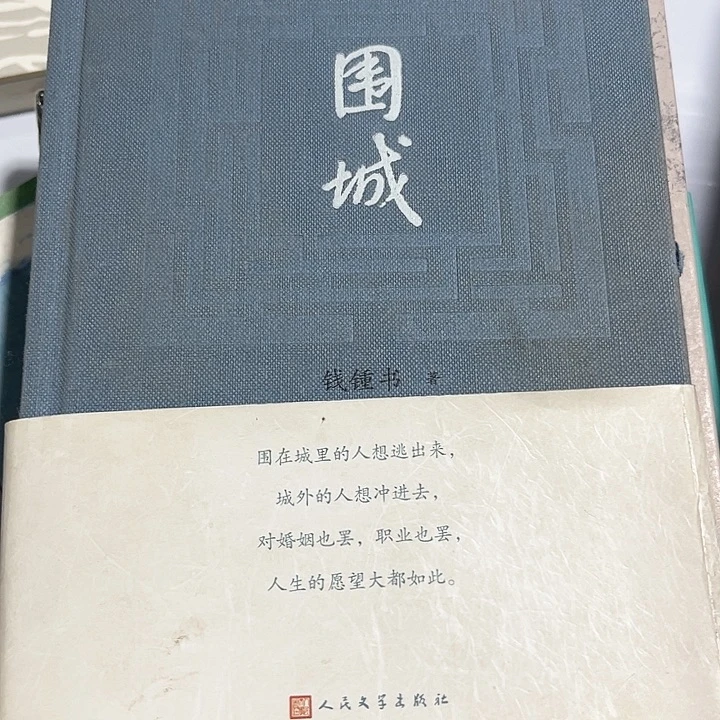 围
城
钱锺书 著
围在城里的人想逃出来，
城外的人想冲进去，
对婚姻也罢，职业也罢，
人生的愿望大都如此。
人民文学出版社